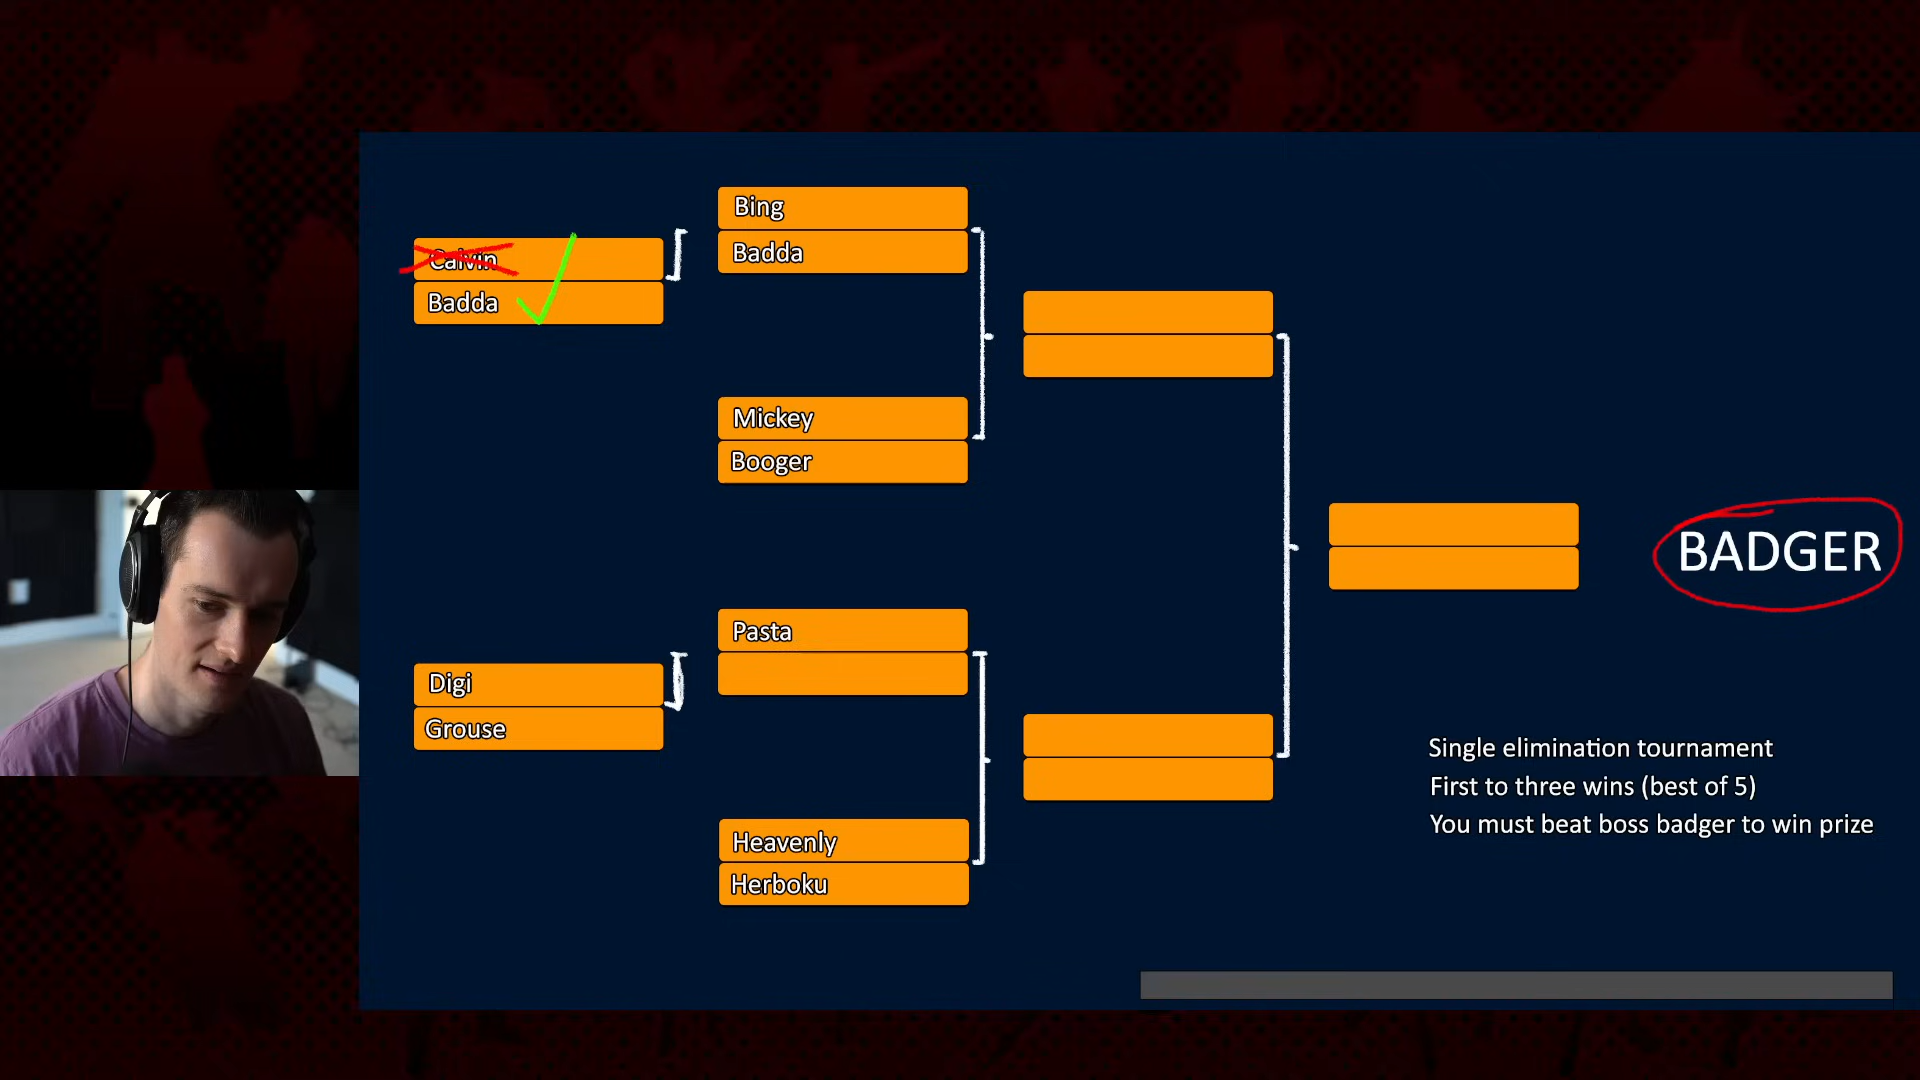 Calvin
Badda
Bing
Badda
Mickey
Booger
Digi
Grouse
Pasta
Heavenly
Herboku
BADGER
Single elimination tournament
First to three wins (best of 5)
You must beat boss badger to win prize